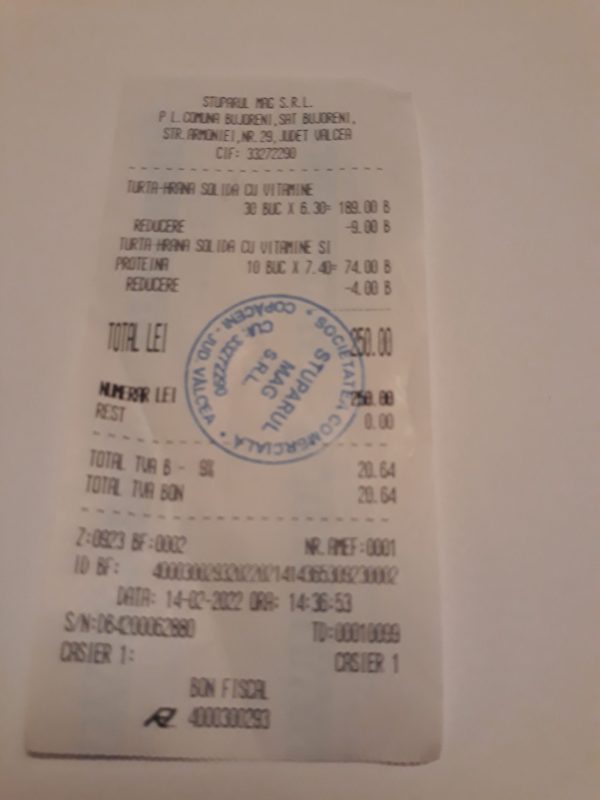 STUPARUL MAG S.R.L.
P L.COMUNA BUJORENI,SAT BUJORENI,
STR.ARMONIEI,NR.29,JUDET VALCEA
CIF: 33272290
TURTA-HRANA SOLIDA CU VITAMINE
30 BUC X 6.30= 189.00 B
REDUCERE -9.00 B
TURTA-HRANA SOLIDA CU VITAMINE SI
PROTEINA 10 BUC X 7.40= 74.00 B
REDUCERE -4.00 B
TOTAL LEI 250.00
NUMERAR LEI 250.00
REST 0.00
SOCIETATEA COMERCIALA
COPACENI - JUD. VALCEA
CUI. 33272290
STUPARUL
MAG
S.R.L.
TOTAL TVA B - 9% 20.64
TOTAL TVA BON 20.64
Z:0923 BF:0002 NR.AMEF:0001
ID BF:
DATA: 14-02-2022 ORA: 14:36:53
S/N:DB4200062880 TD:00010099
CASIER 1: CASIER 1
BON FISCAL
4000300293